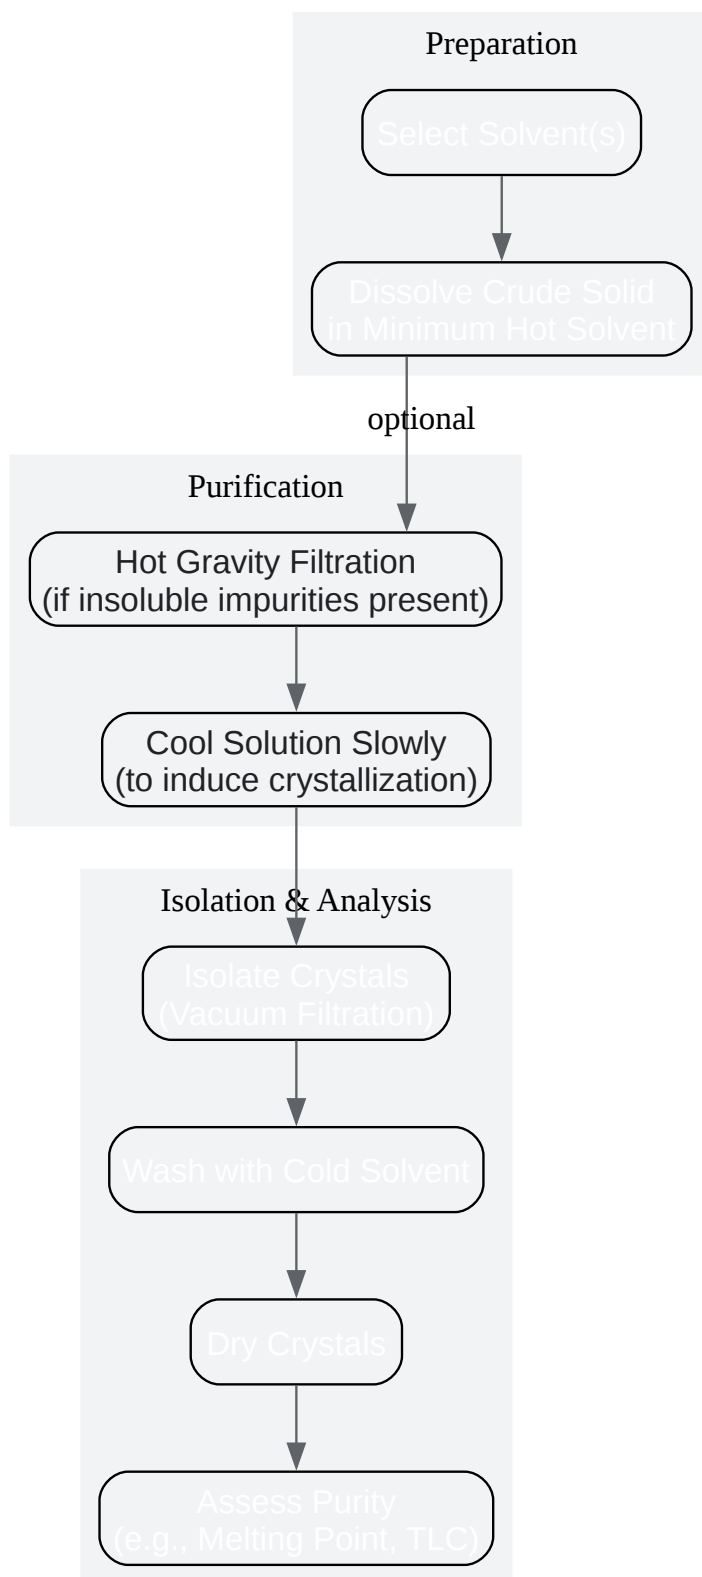 Preparation
Select Solvent(s)
Dissolve Crude Solid
in Minimum Hot Solvent
optional
Purification
Hot Gravity Filtration
(if insoluble impurities present)
Cool Solution Slowly
(to induce crystallization)
Isolation & Analysis
Isolate Crystals
(Vacuum Filtration)
Wash with Cold Solvent
Dry Crystals
Assess Purity
(e.g., Melting Point, TLC)